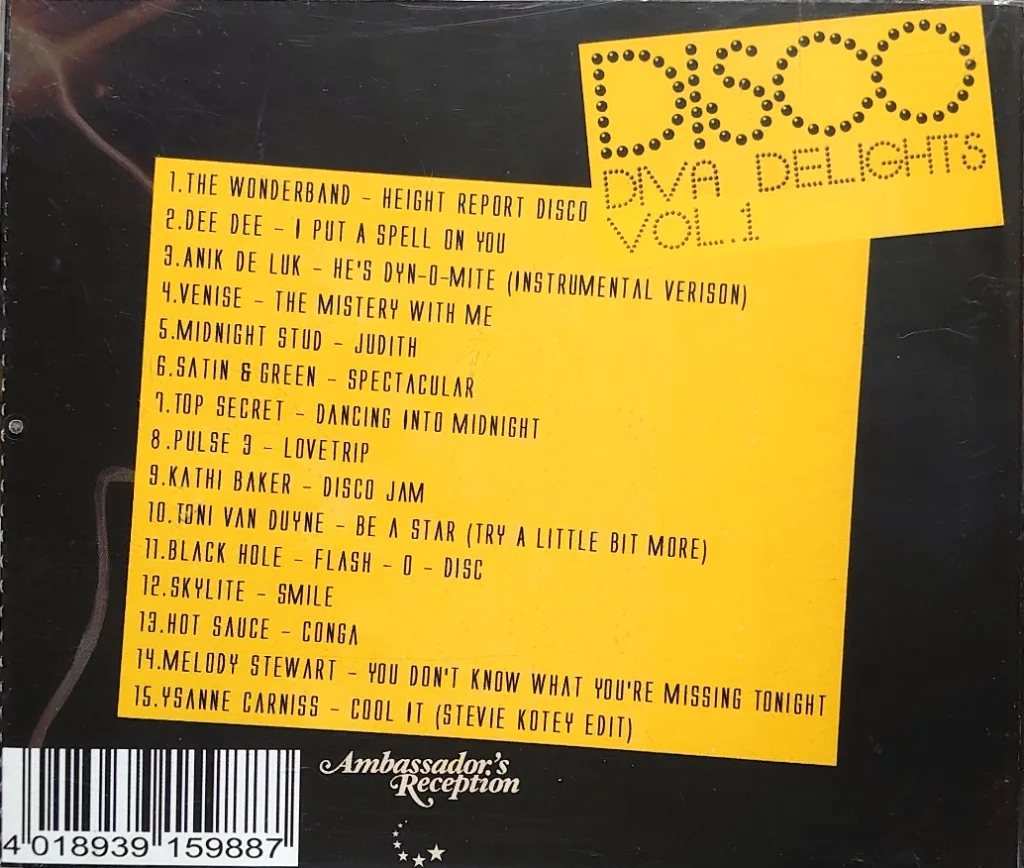 DISCO
DIVA DELIGHTS
VOL.1
1.THE WONDERBAND - HEIGHT REPORT DISCO
2.DEE DEE - I PUT A SPELL ON YOU
3.ANIK DE LUK - HE'S DYN-O-MITE (INSTRUMENTAL VERISON)
4.VENISE - THE MISTERY WITH ME
5.MIDNIGHT STUD - JUDITH
6.SATIN & GREEN - SPECTACULAR
7.TOP SECRET - DANCING INTO MIDNIGHT
8.PULSE 3 - LOVETRIP
9.KATHI BAKER - DISCO JAM
10.TONI VAN DUYNE - BE A STAR (TRY A LITTLE BIT MORE)
11.BLACK HOLE - FLASH - O - DISC
12.SKYLITE - SMILE
13.HOT SAUCE - CONGA
14.MELODY STEWART - YOU DON'T KNOW WHAT YOU'RE MISSING TONIGHT
15.YSANNE CARNISS - COOL IT (STEVIE KOTEY EDIT)
Ambassador's
Reception
4 018939 159887